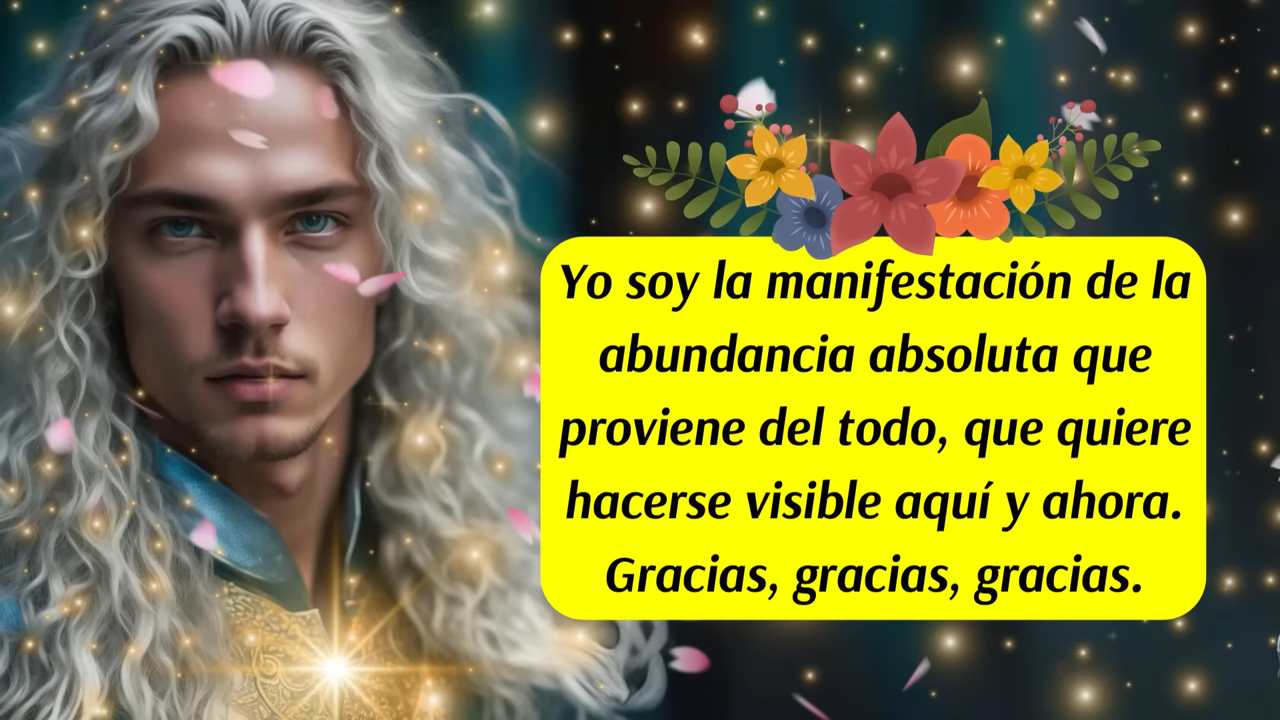 Yo soy la manifestación de la
abundancia absoluta que
proviene del todo, que quiere
hacerse visible aquí y ahora.
Gracias, gracias, gracias.